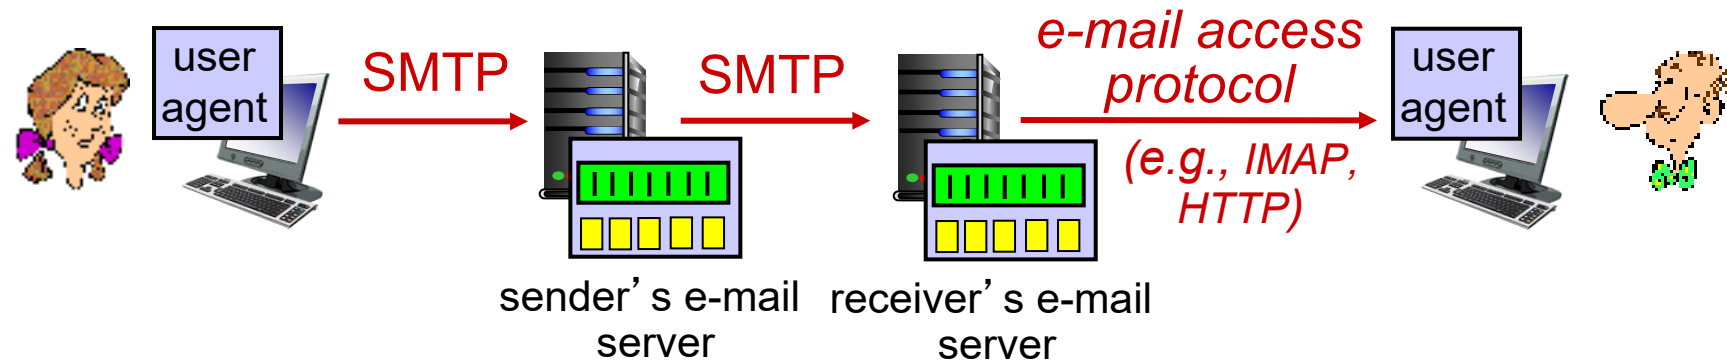 user
agent
SMTP
SMTP
e-mail access
protocol
(e.g., IMAP,
HTTP)
user
agent
sender’s e-mail
server
receiver’s e-mail
server